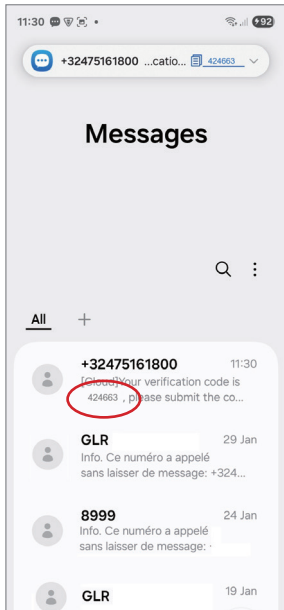 11:30
92
+32475161800 ...catio... 424663
Messages
All +
+32475161800 11:30
[Cloud]Your verification code is
424663 , please submit the co...
GLR 29 Jan
Info. Ce numéro a appelé
sans laisser de message: +324...
8999 24 Jan
Info. Ce numéro a appelé
sans laisser de message:
GLR 19 Jan